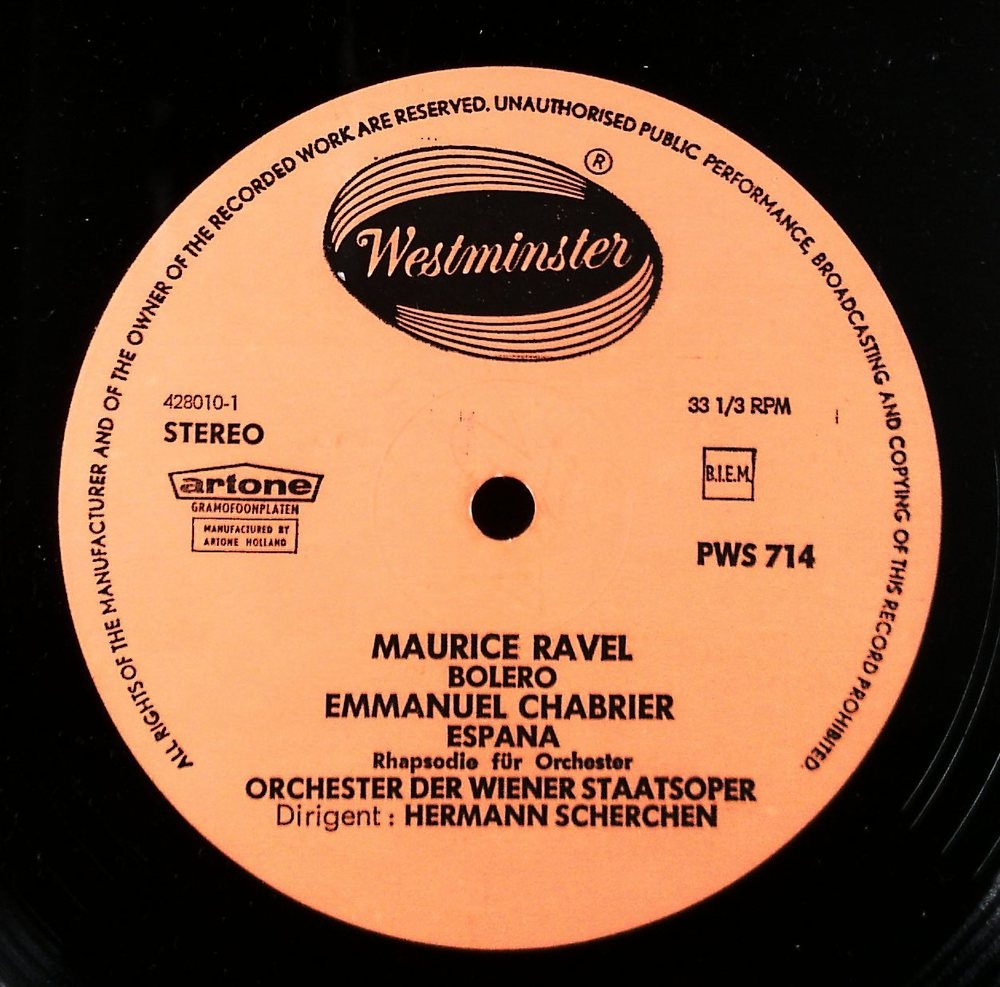 ALL RIGHTS OF THE MANUFACTURER AND OF THE OWNER OF THE RECORDED WORK ARE RESERVED. UNAUTHORISED PUBLIC PERFORMANCE, BROADCASTING AND COPYING OF THIS RECORD PROHIBITED.
®
Westminster
428010-1
STEREO
artone
GRAMOFOONPLATEN
MANUFACTURED BY
ARTONE HOLLAND
33 1/3 RPM
B.I.E.M.
PWS 714
MAURICE RAVEL
BOLERO
EMMANUEL CHABRIER
ESPANA
Rhapsodie für Orchester
ORCHESTER DER WIENER STAATSOPER
Dirigent : HERMANN SCHERCHEN